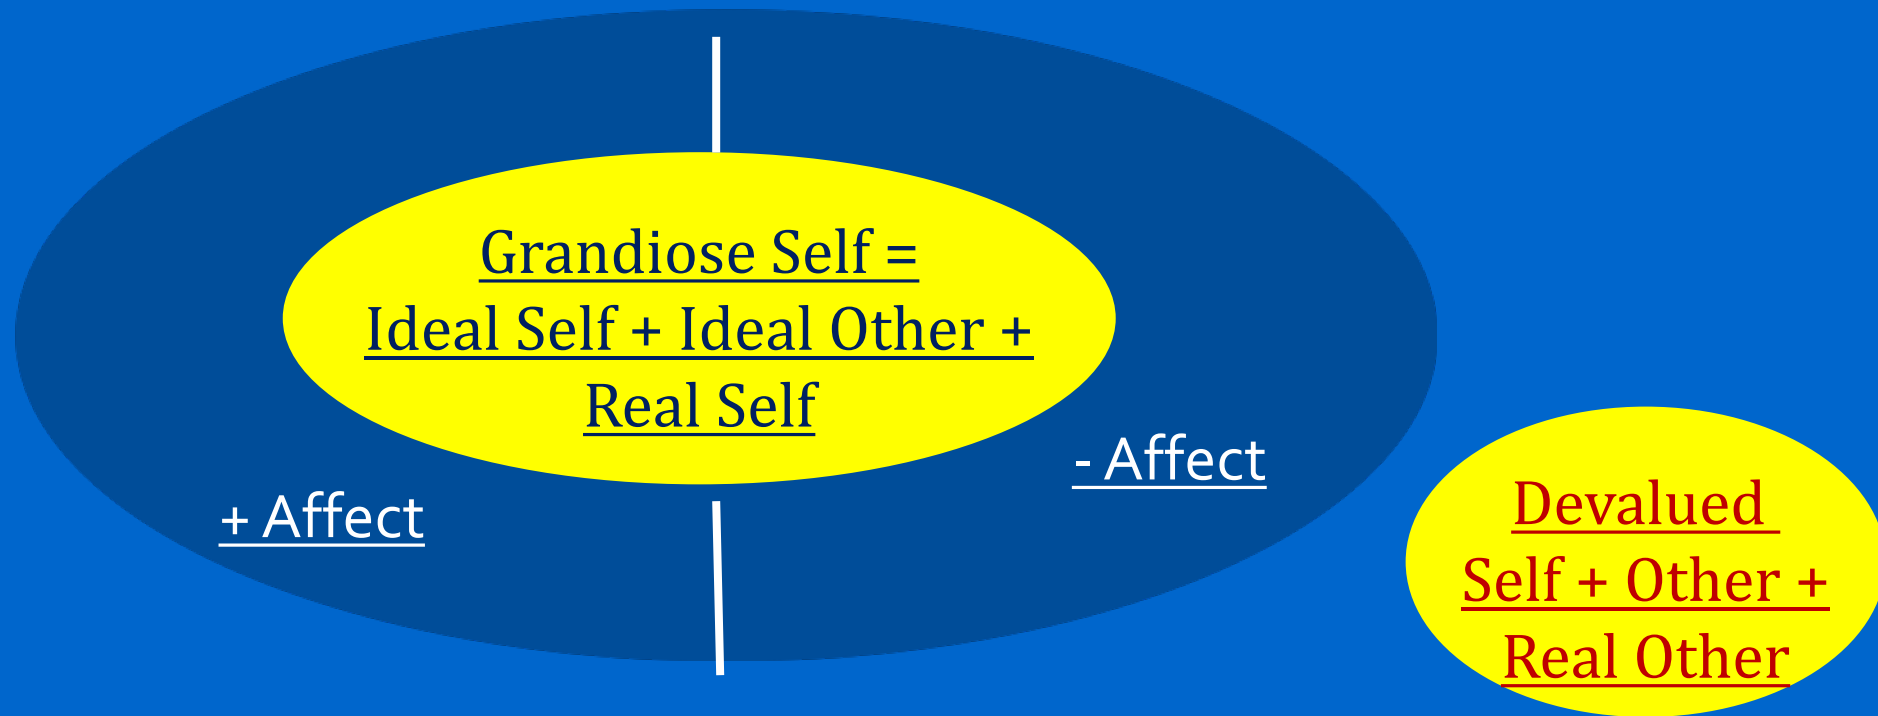 Grandiose Self =
Ideal Self + Ideal Other +
Real Self
- Affect
+ Affect
Devalued
Self + Other +
Real Other